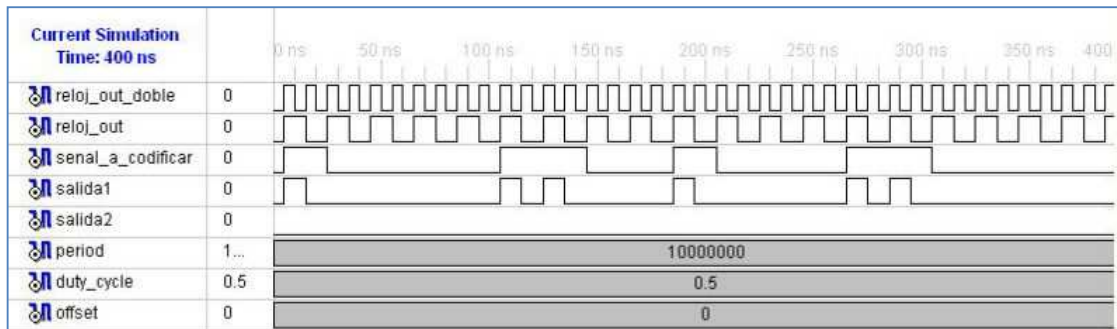 Current Simulation
Time: 400 ns
0 ns 50 ns 100 ns 150 ns 200 ns 250 ns 300 ns 350 ns 400
reloj_out_doble 0
reloj_out 0
senal_a_codificar 0
salida1 0
salida2 0
period 1... 10000000
duty_cycle 0.5 0.5
offset 0 0